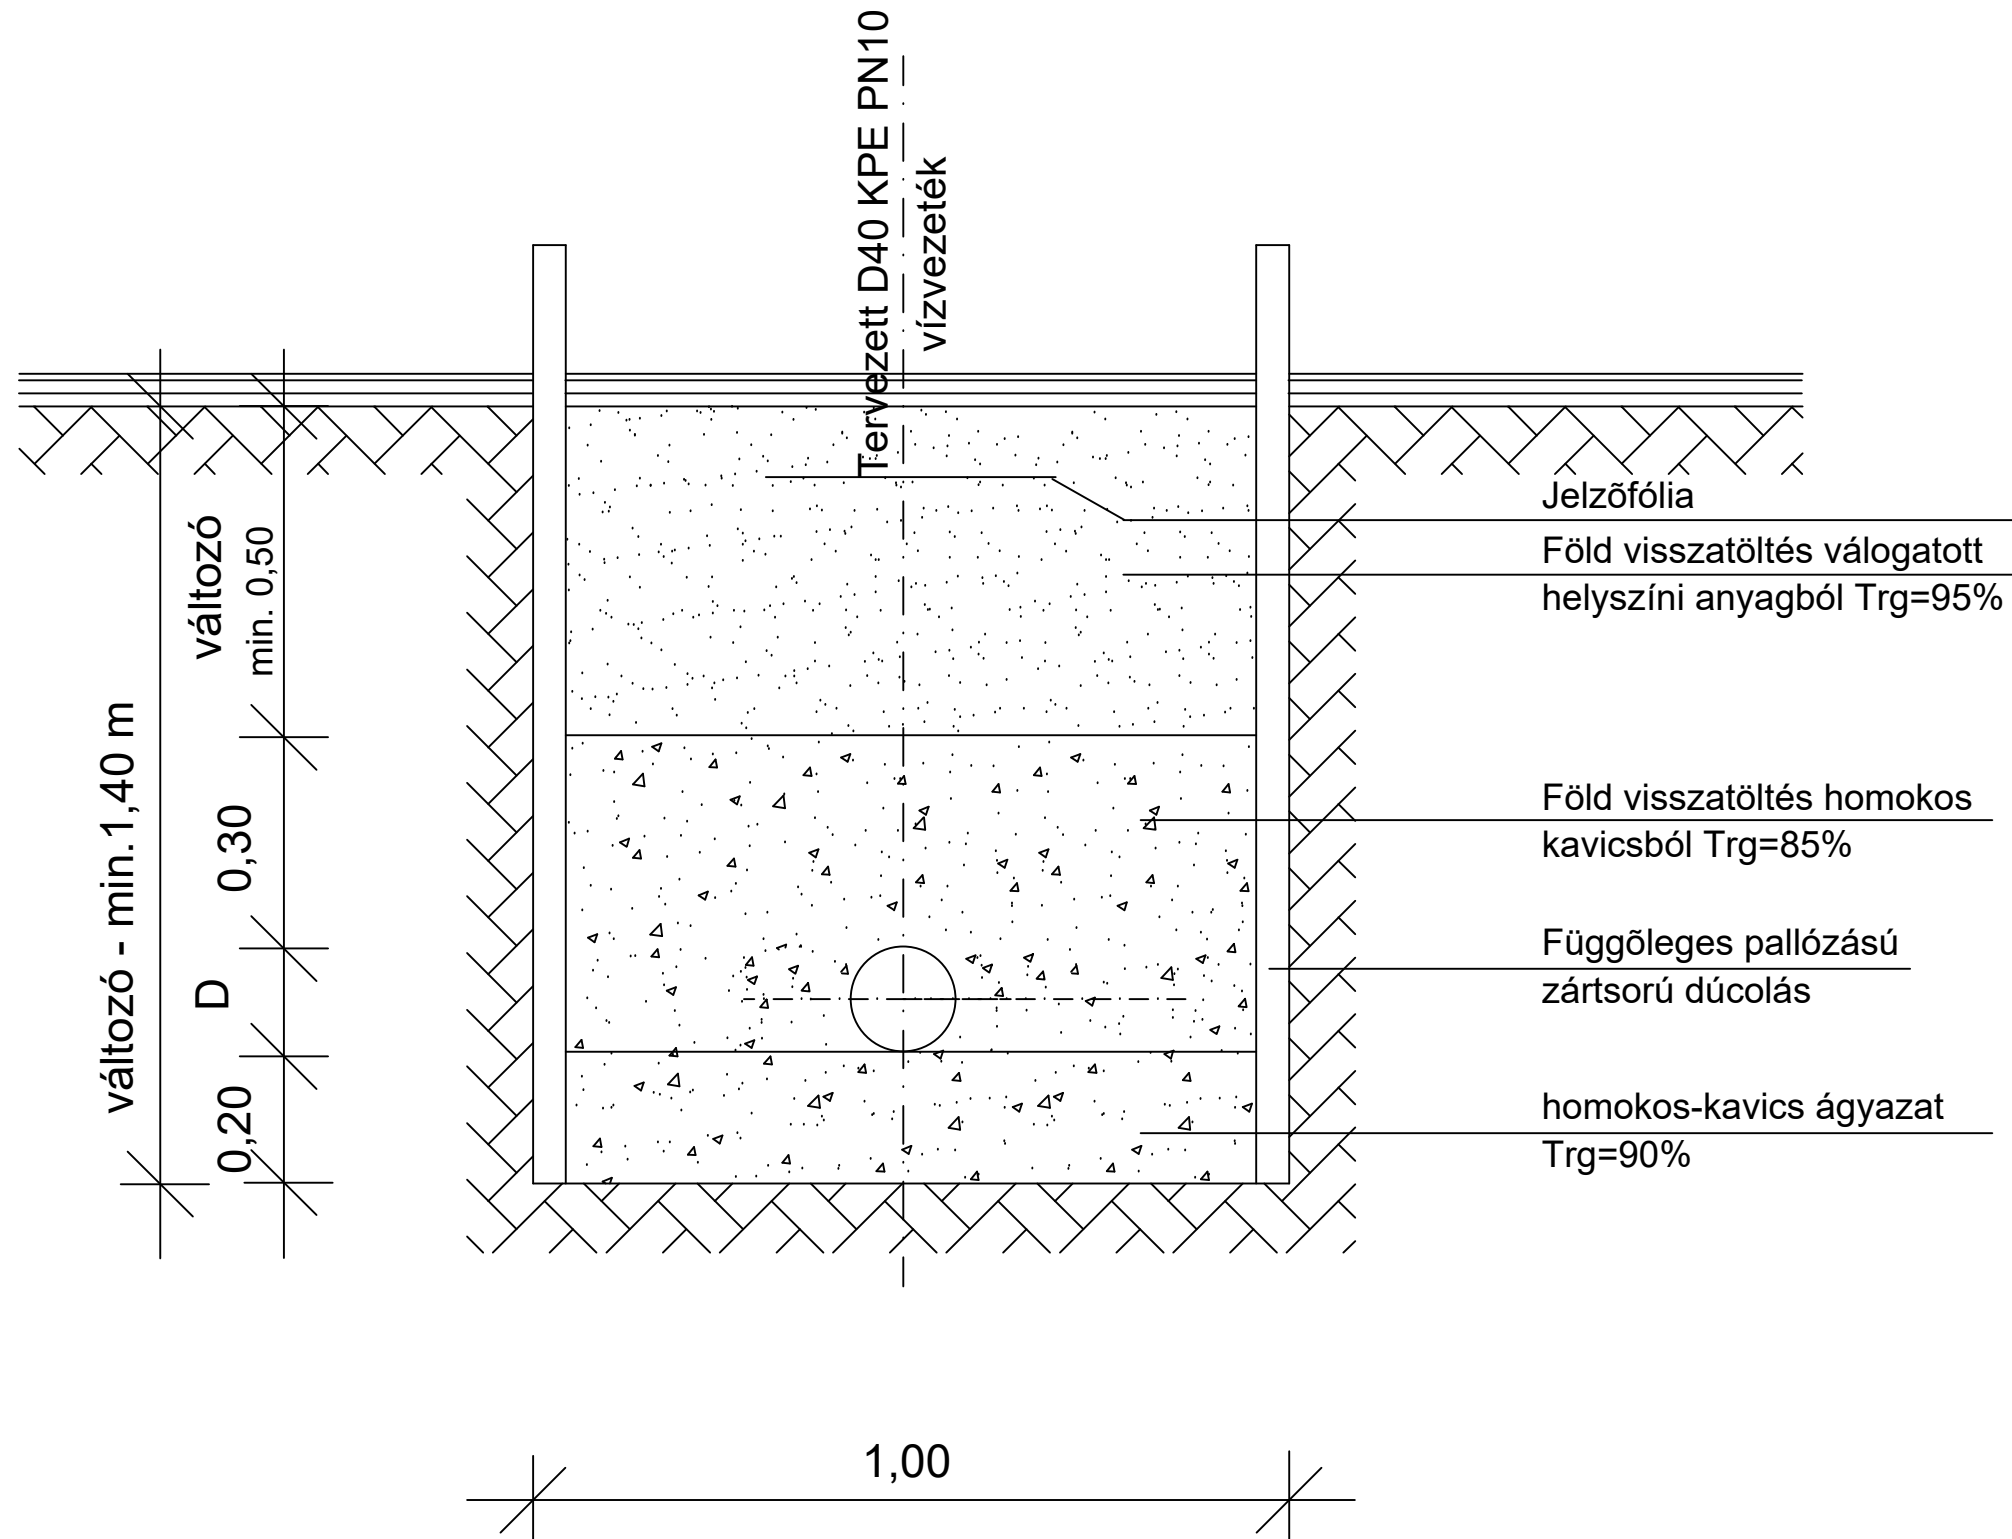 Tervezett D40 KPE PN10
vízvezeték
Jelzõfólia
Föld visszatöltés válogatott
helyszíni anyagból Trg=95%
változó
min. 0,50
változó - min.1,40 m
0,30
Föld visszatöltés homokos
kavicsból Trg=85%
D
Függõleges pallózású
zártsorú dúcolás
0,20
homokos-kavics ágyazat
Trg=90%
1,00